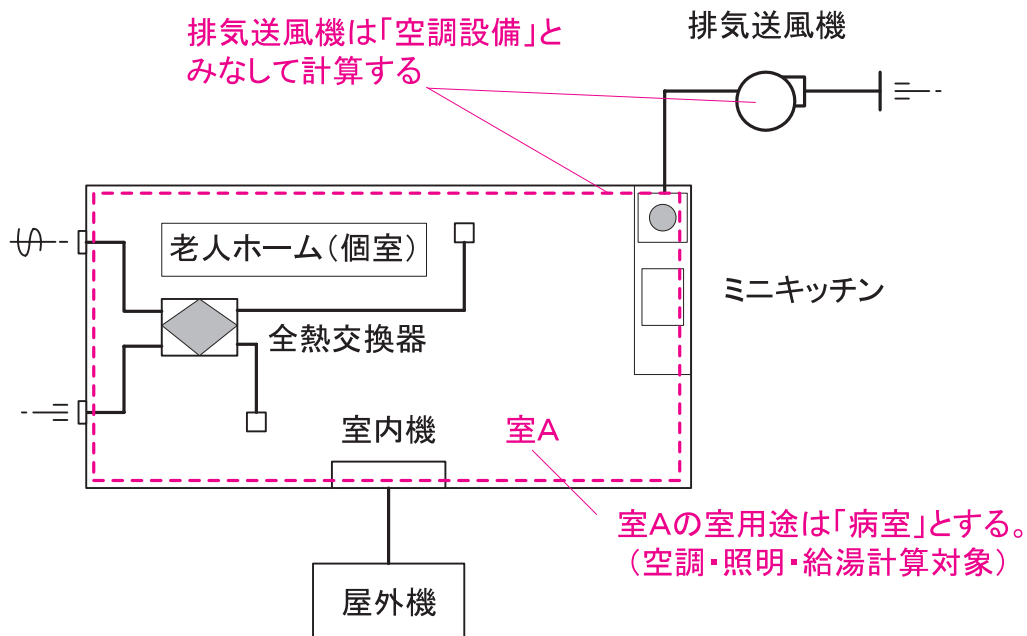 排気送風機は「空調設備」と
みなして計算する
排気送風機
老人ホーム(個室)
全熱交換器
ミニキッチン
室内機
室A
室Aの室用途は「病室」とする。
(空調・照明・給湯計算対象)
屋外機